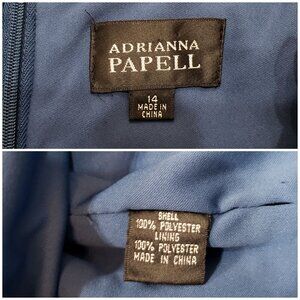 ADRIANNA
PAPELL
14
MADE IN
CHINA
SHELL
100% POLYESTER
LINING
100% POLYESTER
MADE IN CHINA